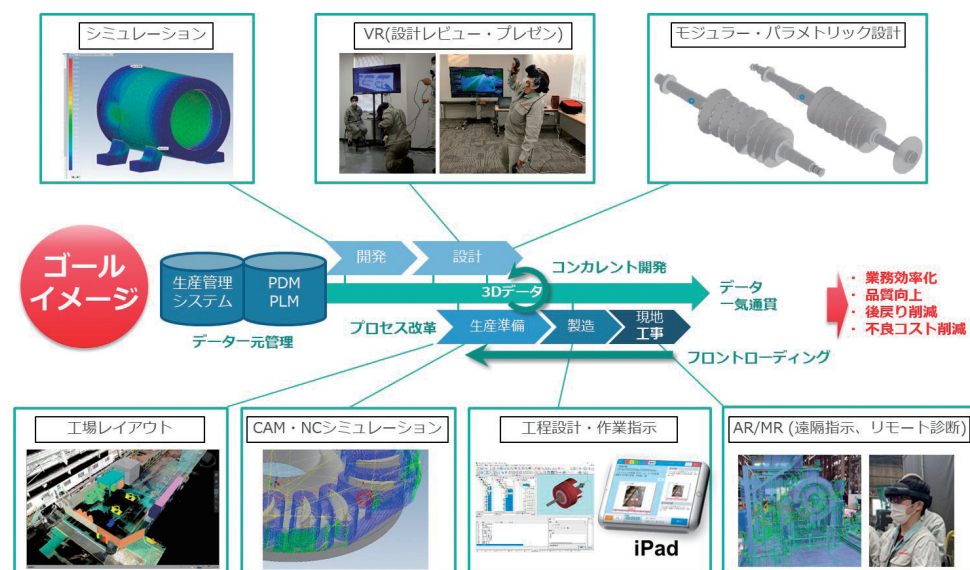 シミュレーション
VR(設計レビュー・プレゼン)
モジュラー・パラメトリック設計
ゴール
イメージ
生産管理
システム
PDM
PLM
データ一元管理
開発
設計
コンカレント開発
3Dデータ
データ
一気通貫
プロセス改革
生産準備
製造
現地
工事
フロントローディング
・ 業務効率化
・ 品質向上
・ 後戻り削減
・ 不良コスト削減
工場レイアウト
CAM・NCシミュレーション
工程設計・作業指示
iPad
AR/MR (遠隔指示、リモート診断)